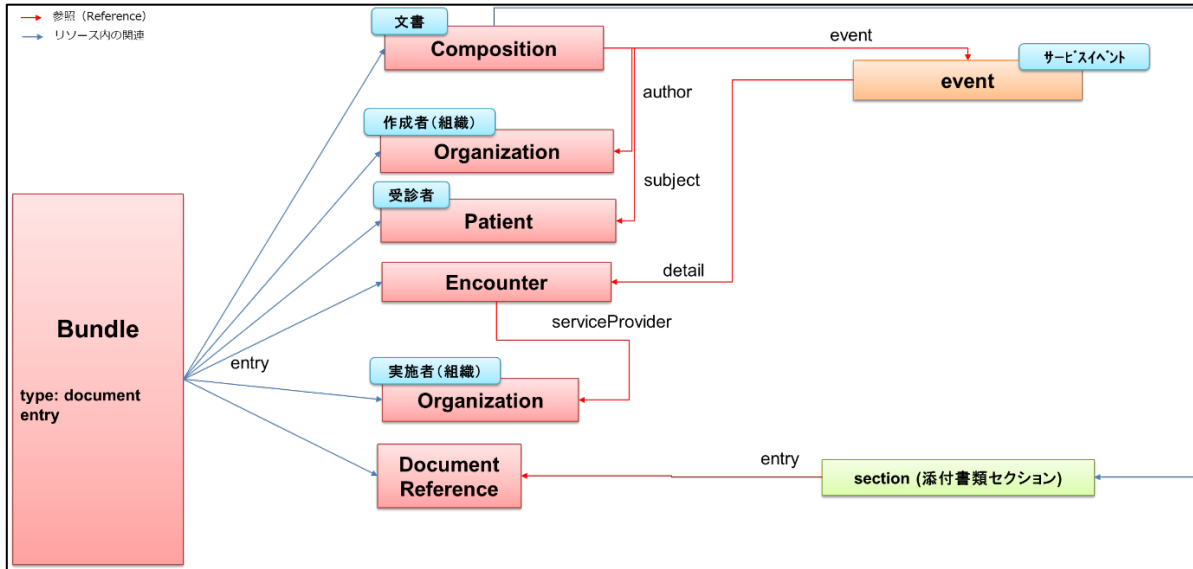 参照（Reference）
リソース内の関連
文書
Composition
event
サービスイベント
event
author
作成者（組織）
Organization
subject
受診者
Patient
detail
Encounter
serviceProvider
Bundle
type: document
entry
entry
実施者（組織）
Organization
Document
Reference
entry
section (添付書類セクション)